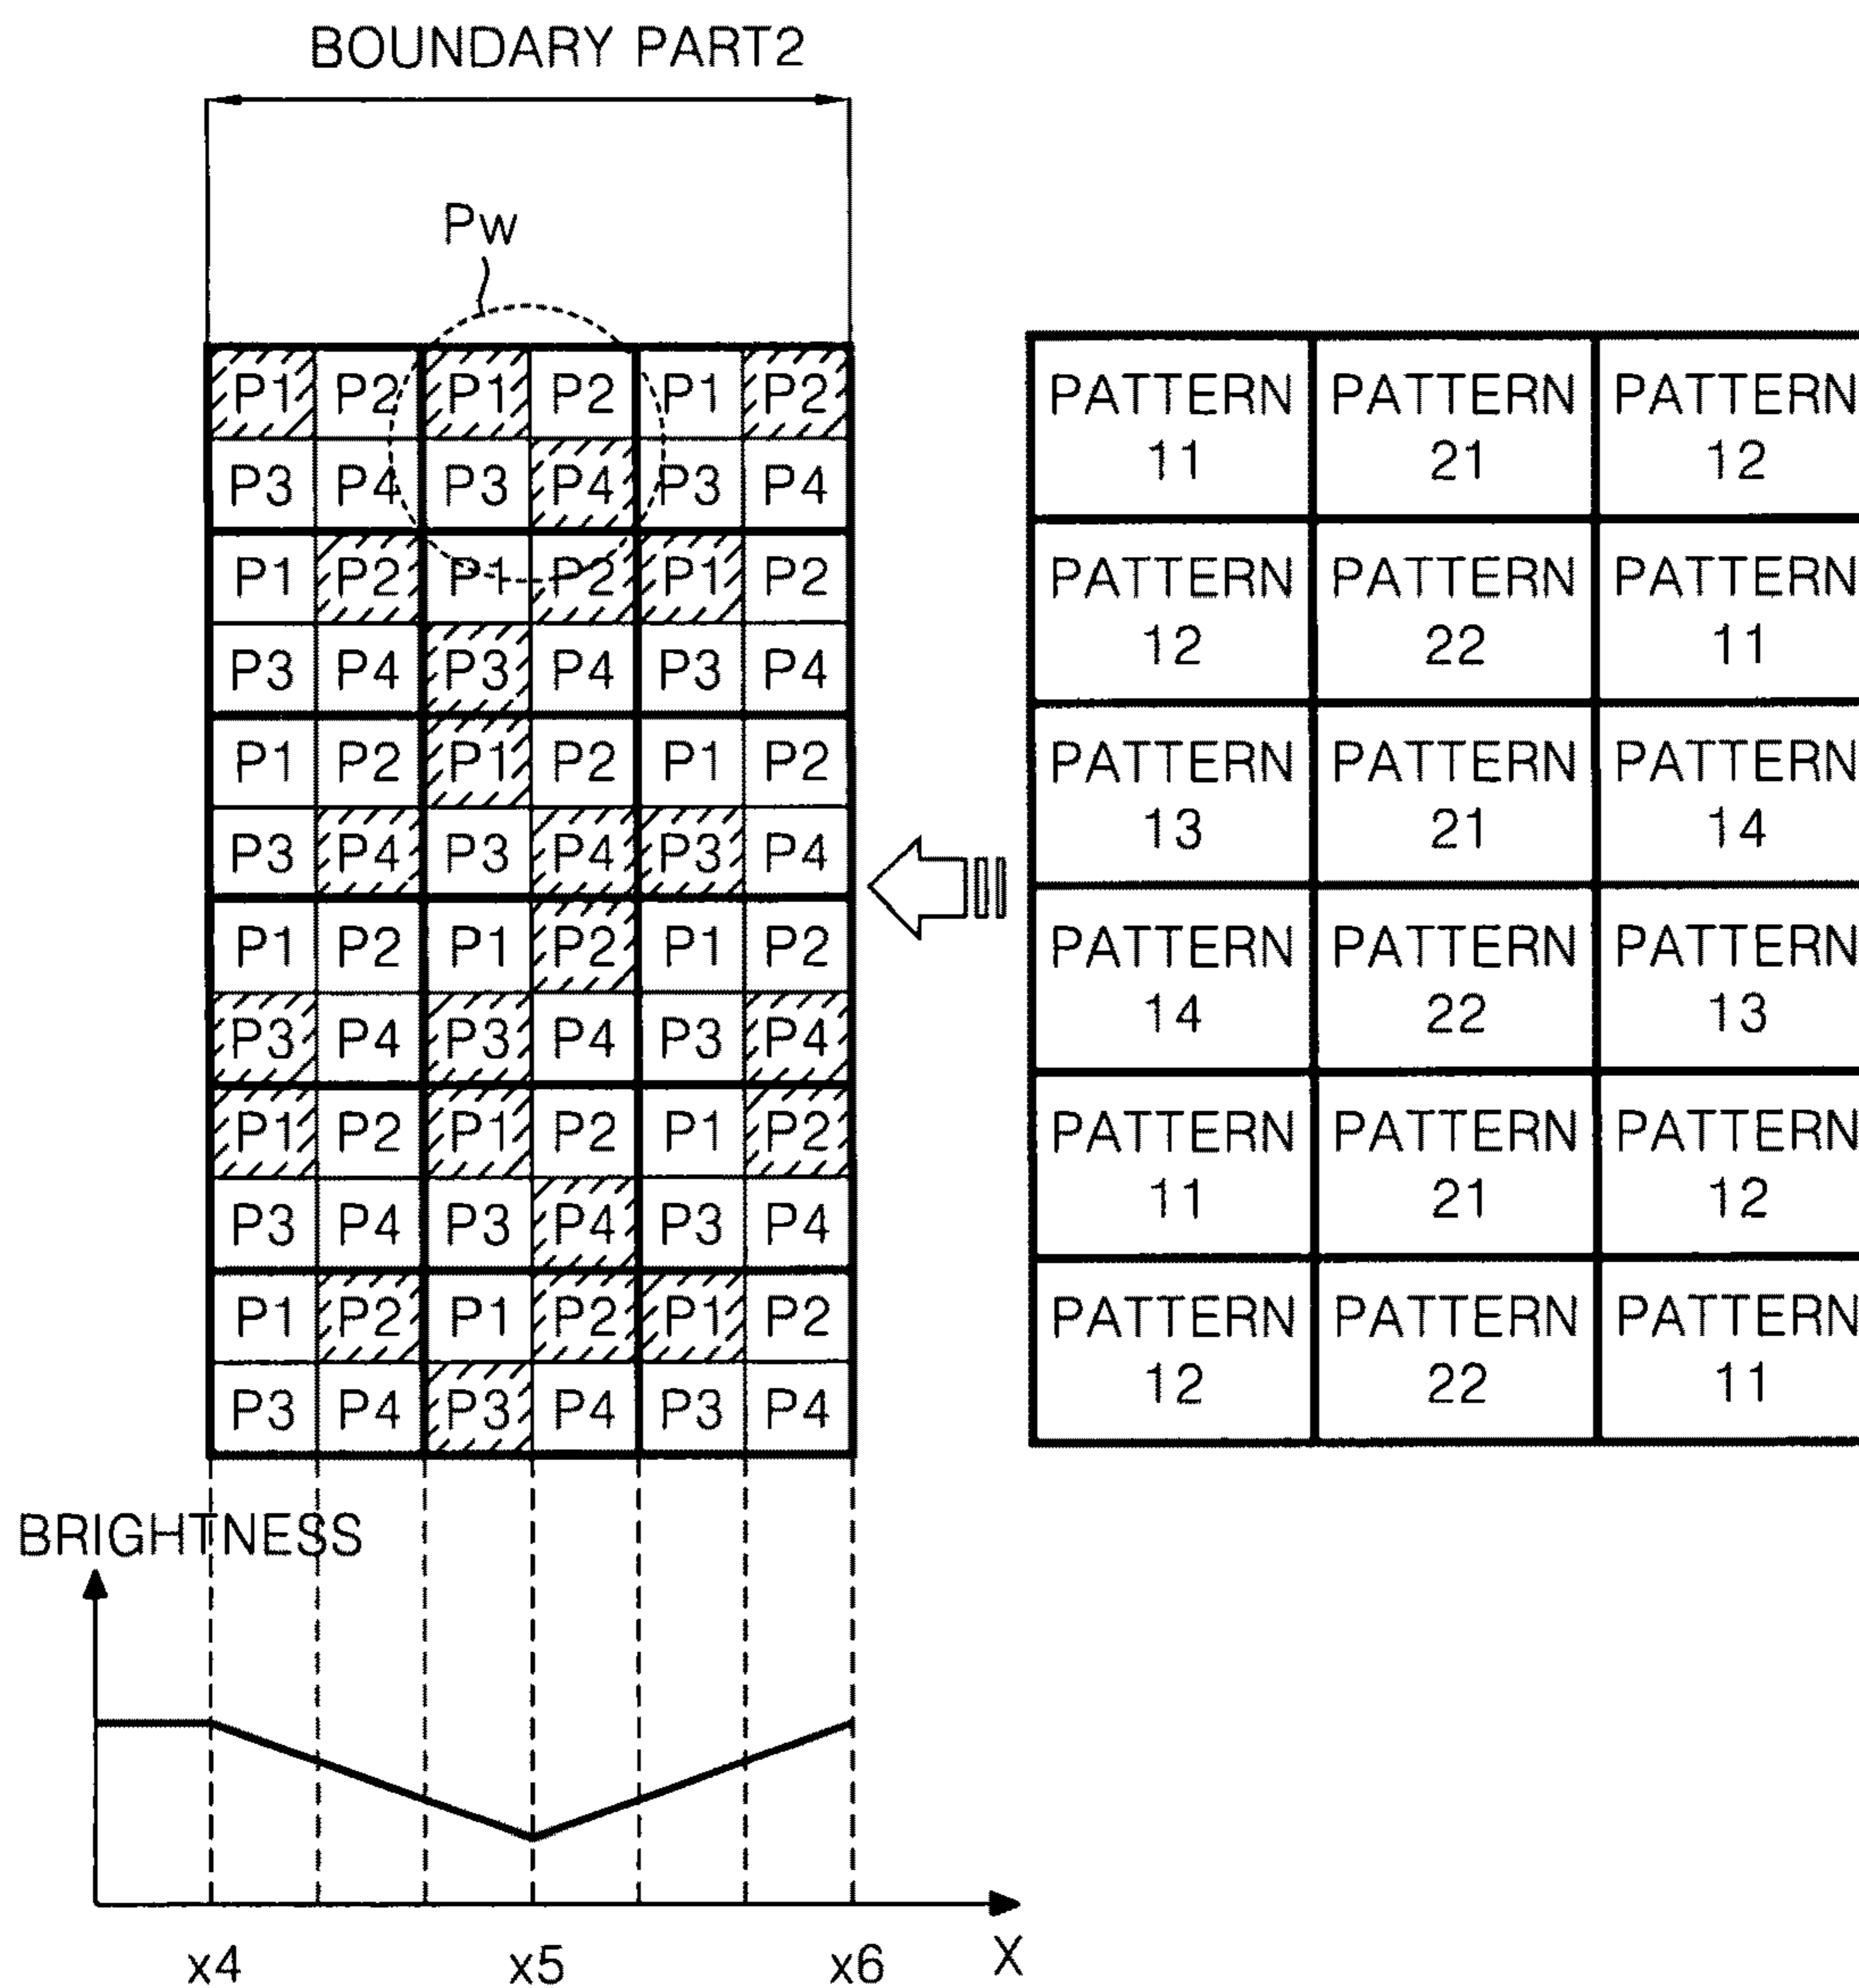 BOUNDARY PART2
Pw
P1 P2 P1 P2 P1 P2
P3 P4 P3 P4 P3 P4
P1 P2 P1 P2 P1 P2
P3 P4 P3 P4 P3 P4
P1 P2 P1 P2 P1 P2
P3 P4 P3 P4 P3 P4
P1 P2 P1 P2 P1 P2
P3 P4 P3 P4 P3 P4
P1 P2 P1 P2 P1 P2
P3 P4 P3 P4 P3 P4
P1 P2 P1 P2 P1 P2
P3 P4 P3 P4 P3 P4
PATTERN PATTERN PATTERN
11 21 12
PATTERN PATTERN PATTERN
12 22 11
PATTERN PATTERN PATTERN
13 21 14
PATTERN PATTERN PATTERN
14 22 13
PATTERN PATTERN PATTERN
11 21 12
PATTERN PATTERN PATTERN
12 22 11
BRIGHTNESS
x4 x5 x6 X